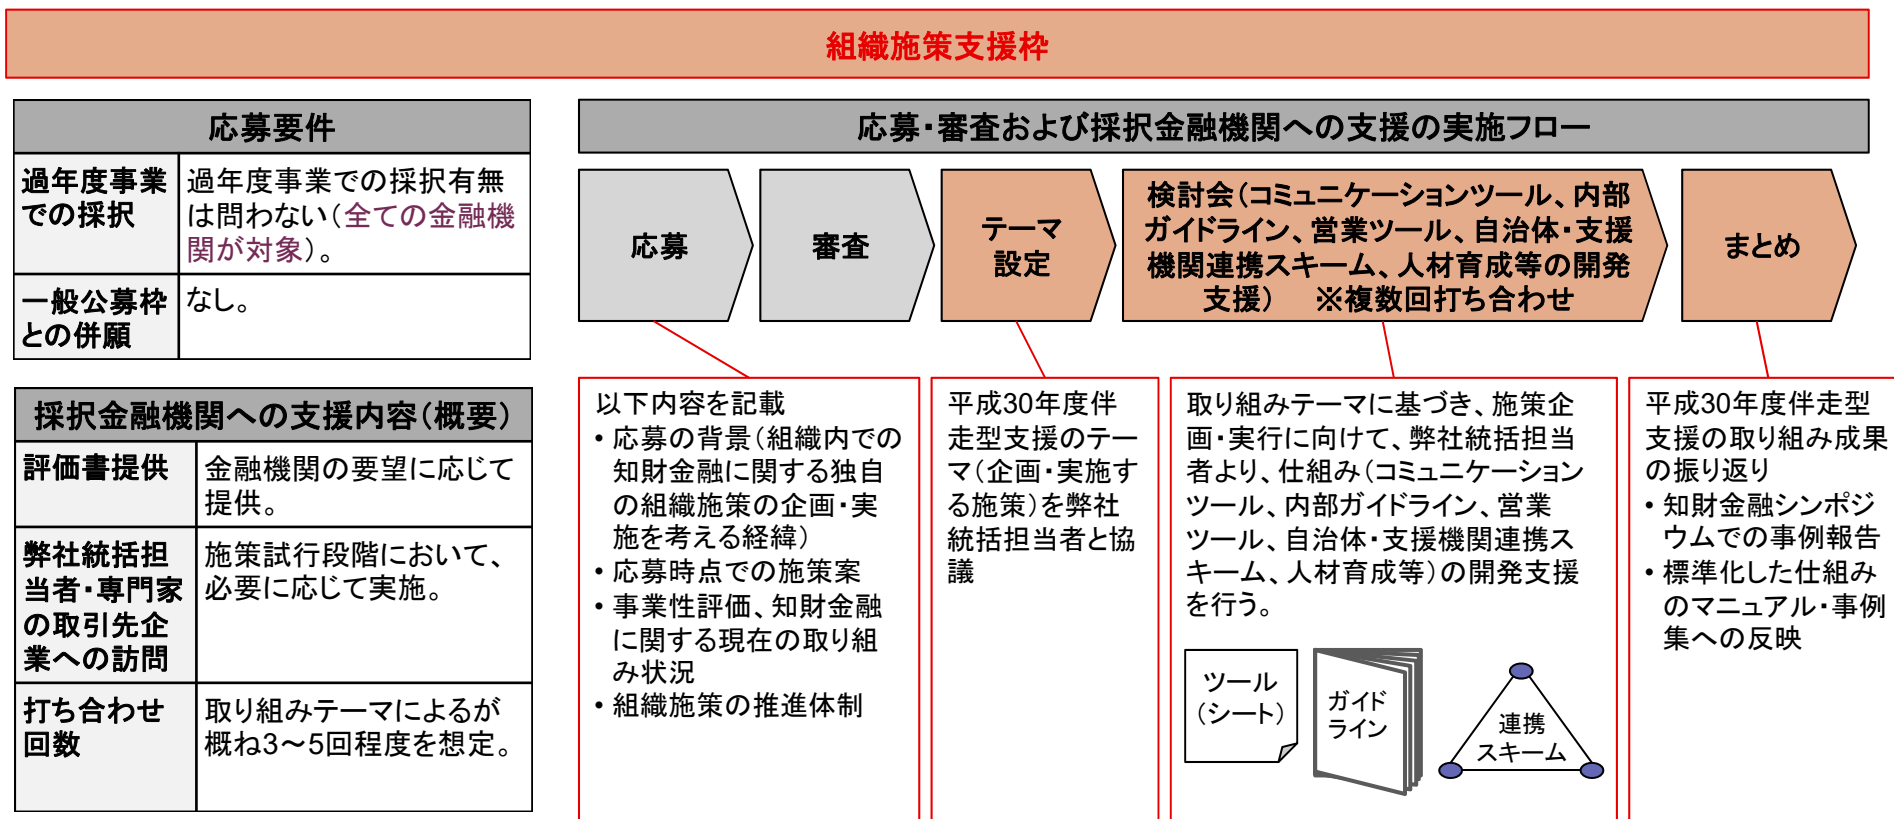 組織施策支援枠
応募要件
過年度事業
での採択
過年度事業での採択有無
は問わない（全ての金融機
関が対象）。
一般公募枠
との併願
なし。
採択金融機関への支援内容（概要）
評価書提供
金融機関の要望に応じて
提供。
弊社統括担
当者・専門家
の取引先企
業への訪問
施策試行段階において、
必要に応じて実施。
打ち合わせ
回数
取り組みテーマによるが
概ね3～5回程度を想定。
応募・審査および採択金融機関への支援の実施フロー
応募
審査
テーマ
設定
検討会（コミュニケーションツール、内部
ガイドライン、営業ツール、自治体・支援
機関連携スキーム、人材育成等の開発
支援）　※複数回打ち合わせ
まとめ
以下内容を記載
• 応募の背景（組織内での
知財金融に関する独自
の組織施策の企画・実
施を考える経緯）
• 応募時点での施策案
• 事業性評価、知財金融
に関する現在の取り組
み状況
• 組織施策の推進体制
平成30年度伴
走型支援のテー
マ（企画・実施す
る施策）を弊社
統括担当者と協
議
取り組みテーマに基づき、施策企
画・実行に向けて、弊社統括担当
者より、仕組み（コミュニケーション
ツール、内部ガイドライン、営業
ツール、自治体・支援機関連携ス
キーム、人材育成等）の開発支援
を行う。
ツール
（シート）
ガイド
ライン
連携
スキーム
平成30年度伴走型
支援の取り組み成果
の振り返り
• 知財金融シンポジ
ウムでの事例報告
• 標準化した仕組み
のマニュアル・事例
集への反映